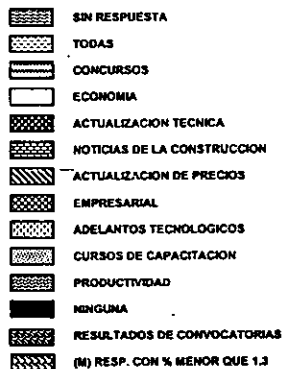 SIN RESPUESTA
TODAS
CONCURSOS
ECONOMIA
ACTUALIZACION TECNICA
NOTICIAS DE LA CONSTRUCCION
ACTUALIZACION DE PRECIOS
EMPRESARIAL
ADELANTOS TECNOLOGICOS
CURSOS DE CAPACITACION
PRODUCTIVIDAD
NINGUNA
RESULTADOS DE CONVOCATORIAS
(M) RESP. CON % MENOR QUE 1.3